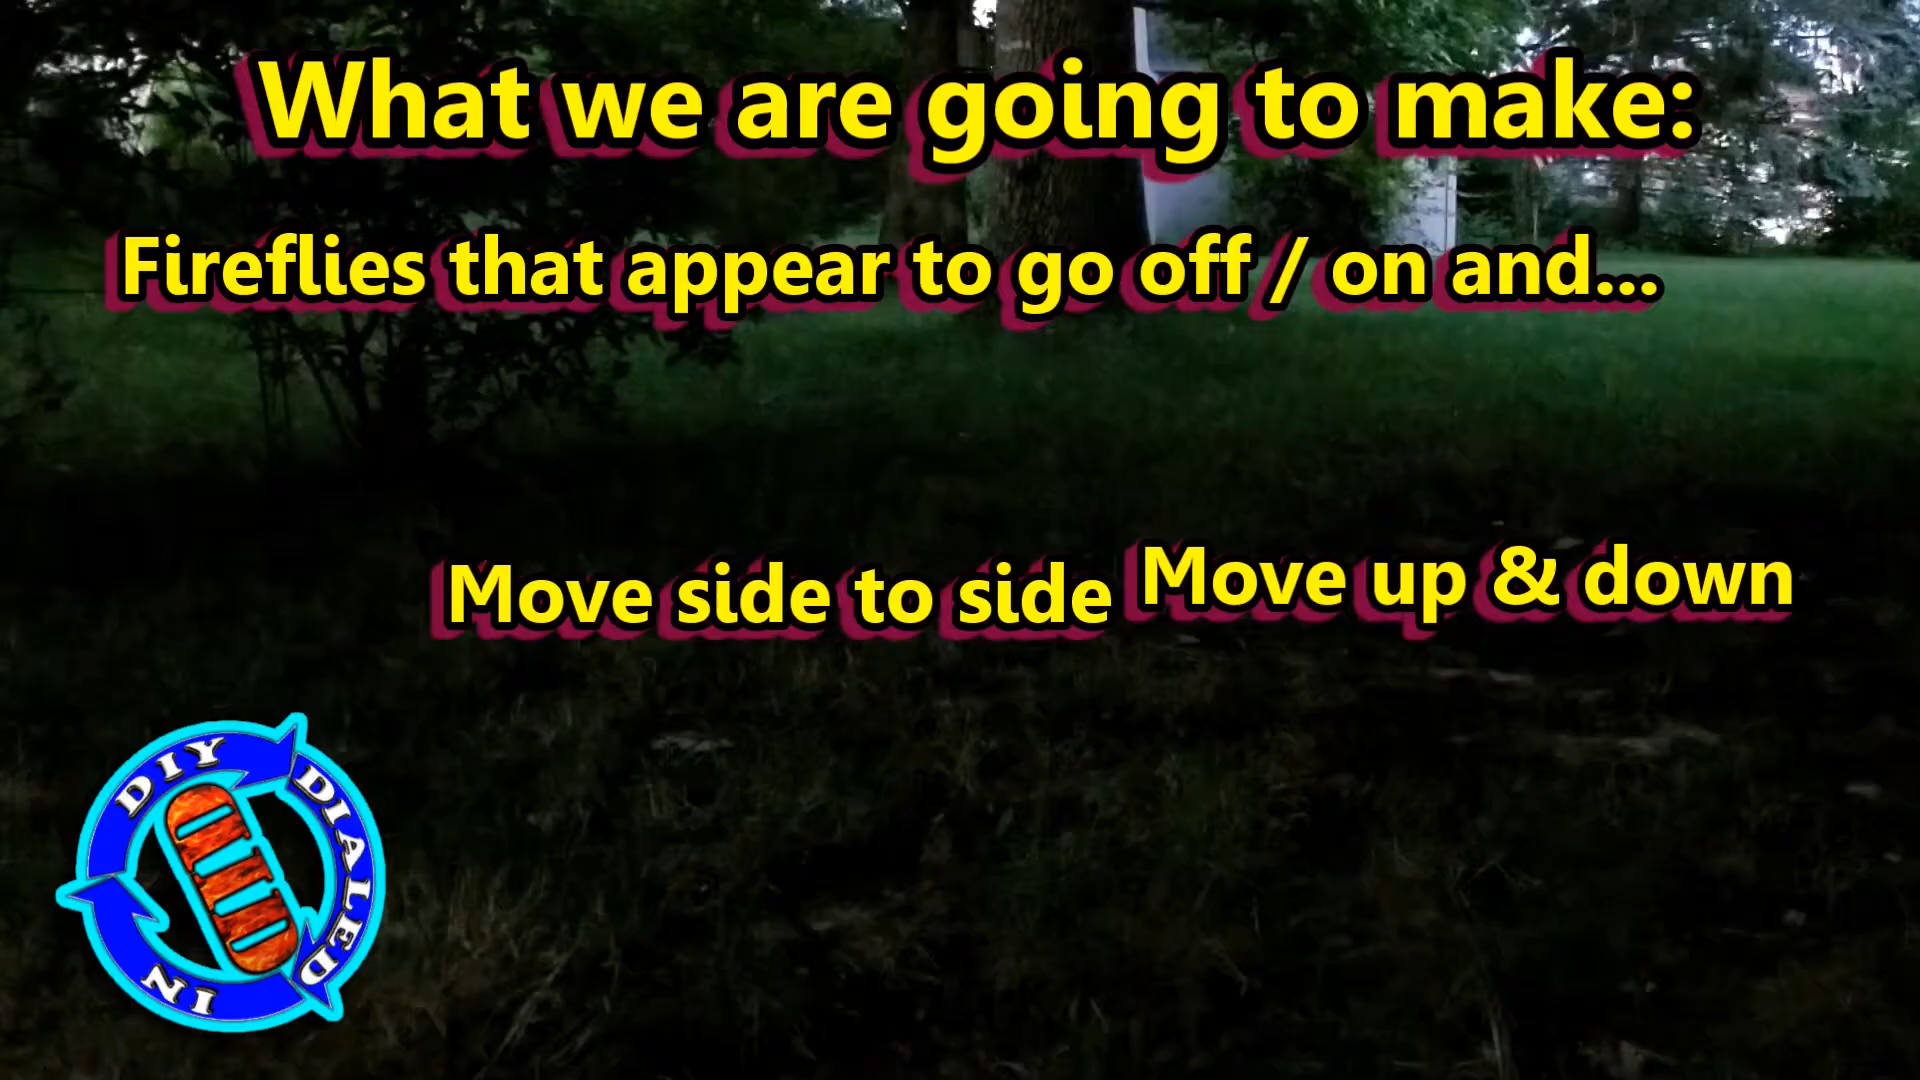 What we are going to make:
Fireflies that appear to go off / on and...
Move side to side
Move up & down
DIY DIALED IN